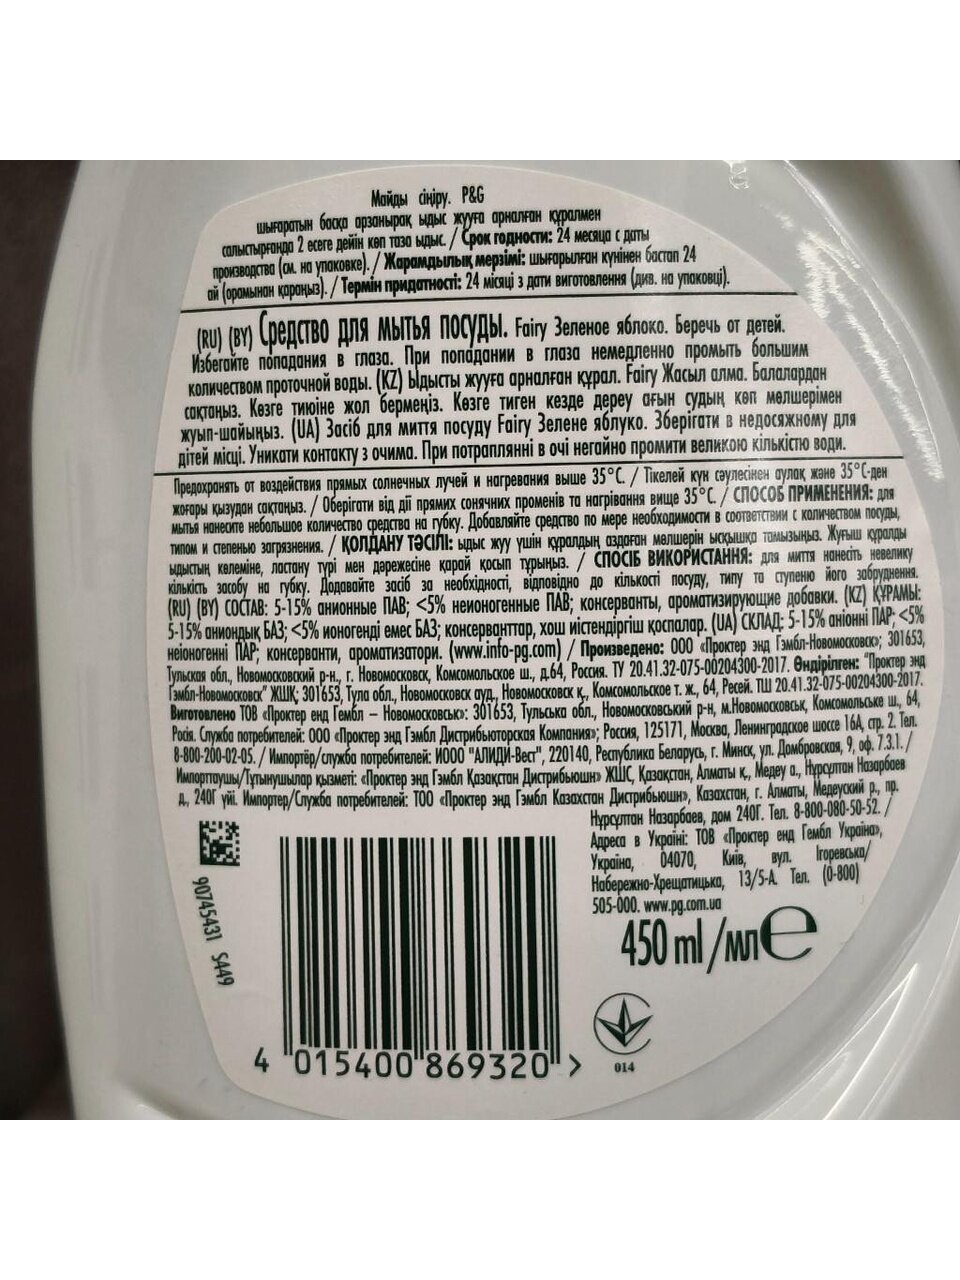 Майды сіңіру. P&G
шығаратын басқа арзанырақ ыдыс жууға арналған құралмен
салыстырғанда 2 есеге дейін көп таза ыдыс. / Срок годности: 24 месяца с даты
производства (см. на упаковке). / Жарамдылық мерзімі: шығарылған күнінен бастап 24
ай (орамынан қараңыз). / Термін придатності: 24 місяці з дати виготовлення (див. на упаковці).
(RU) (BY) Средство для мытья посуды. Fairy Зеленое яблоко. Беречь от детей.
Избегайте попадания в глаза. При попадании в глаза немедленно промыть большим
количеством проточной воды. (KZ) Ыдысты жууға арналған құрал. Fairy Жасыл алма. Балалардан
сақтаңыз. Көзге тиюіне жол бермеңіз. Көзге тиген кезде дереу ағын судың көп мөлшерімен
жуып-шайыңыз. (UA) Засіб для миття посуду Fairy Зелене яблуко. Зберігати в недосяжному для
дітей місці. Уникати контакту з очима. При потраплянні в очі негайно промити великою кількістю води.
Предохранять от воздействия прямых солнечных лучей и нагревания выше 35°С. / Тікелей күн сәулесінен аулақ және 35°С-ден
жоғары қызудан сақтаңыз. / Оберігати від дії прямих сонячних променів та нагрівання вище 35°С. / СПОСОБ ПРИМЕНЕНИЯ: для
мытья нанесите небольшое количество средства на губку. Добавляйте средство по мере необходимости в соответствии с количеством посуды,
типом и степенью загрязнения. / ҚОЛДАНУ ТӘСІЛІ: ыдыс жуу үшін құралдың аздаған мөлшерін ысқышқа тамызыңыз. Жуғыш құралды
ыдыстың көлеміне, ластану түрі мен дәрежесіне қарай қосып тұрыңыз. / СПОСІБ ВИКОРИСТАННЯ: для миття нанесіть невелику
кількість засобу на губку. Додавайте засіб за необхідності, відповідно до кількості посуду, типу та ступеню його забруднення.
(RU) (BY) СОСТАВ: 5-15% анионные ПАВ; <5% неионогенные ПАВ; консерванты, ароматизирующие добавки. (KZ) ҚҰРАМЫ:
5-15% аниондық БАЗ; <5% ионогенді емес БАЗ; консерванттар, хош иістендіргіш қоспалар. (UA) СКЛАД: 5-15% аніонні ПАР; <5%
неіоногенні ПАР; консерванти, ароматизатори. (www.info-pg.com) / Произведено: ООО «Проктер энд Гэмбл-Новомосковск»; 301653,
Тульская обл., Новомосковский р-н., г. Новомосковск, Комсомольское ш., д.64, Россия. ТУ 20.41.32-075-00204300-2017. Өндірілген: "Проктер энд
Гэмбл-Новомосковск" ЖШҚ; 301653, Тула обл., Новомосковск ауд., Новомосковск қ., Комсомольское т. ж., 64, Ресей. ТШ 20.41.32-075-00204300-2017.
Виготовлено ТОВ «Проктер енд Гембл – Новомосковськ»: 301653, Тульська обл., Новомосковський р-н, м.Новомосковськ, Комсомольське ш., 64,
Росія. Служба потребителей: ООО «Проктер энд Гэмбл Дистрибьюторская Компания»; Россия, 125171, Москва, Ленинградское шоссе 16А, стр. 2. Тел.
8-800-200-02-05. / Импортёр/служба потребителей: ИООО "АЛИДИ-Вест", 220140, Республика Беларусь, г. Минск, ул. Домбровская, 9, оф. 7.3.1. /
Импорттаушы/Тұтынушылар қызметі: «Проктер энд Гэмбл Қазақстан Дистрибьюшн» ЖШС, Қазақстан, Алматы қ., Медеу а., Нұрсұлтан Назарбаев
д., 240Г үйі. Импортер/Служба потребителей: ТОО «Проктер энд Гэмбл Казахстан Дистрибьюшн», Казахстан, г. Алматы, Медеуский р., пр.
Нұрсұлтан Назарбаев, дом 240Г. Тел. 8-800-080-50-52. /
Адреса в Україні: ТОВ «Проктер енд Гембл Україна»,
Україна, 04070, Київ, вул. Ігоревська/
Набережно-Хрещатицька, 13/5-А. Тел. (0-800)
505-000. www.pg.com.ua
450 ml/мл e
90745431 SA49
4 015400 869320 >
014